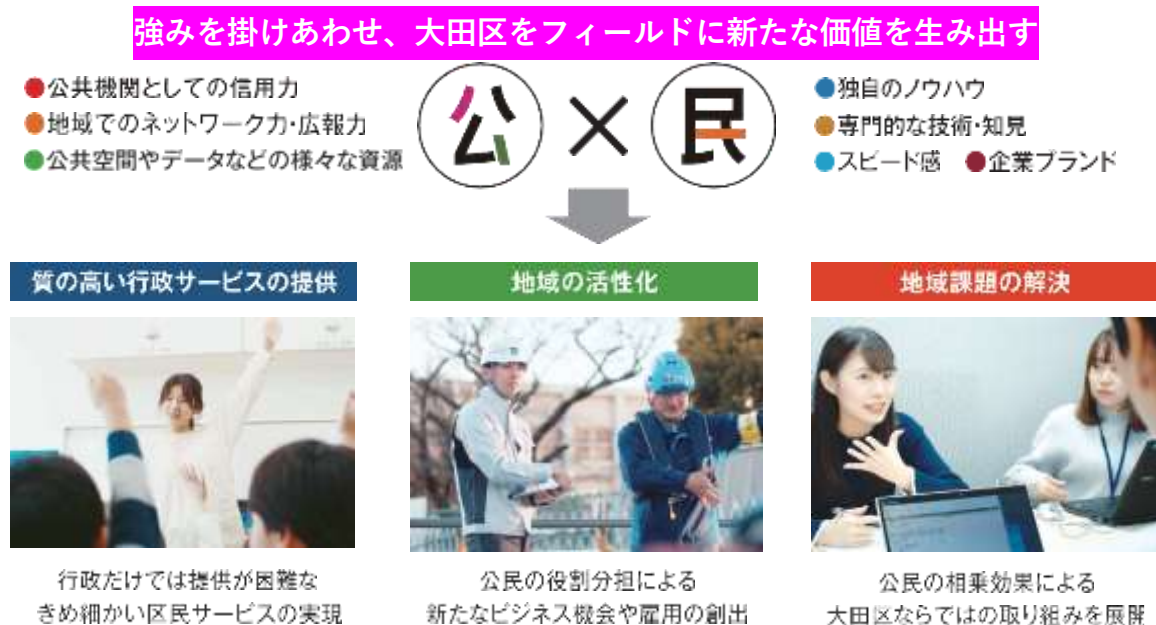 強みを掛けあわせ、大田区をフィールドに新たな価値を生み出す
●公共機関としての信用力
●地域でのネットワーク力・広報力
●公共空間やデータなどの様々な資源
公×民
●独自のノウハウ
●専門的な技術・知見
●スピード感 ●企業ブランド
質の高い行政サービスの提供
行政だけでは提供が困難な
きめ細かい区民サービスの実現
地域の活性化
公民の役割分担による
新たなビジネス機会や雇用の創出
地域課題の解決
公民の相乗効果による
大田区ならではの取り組みを展開